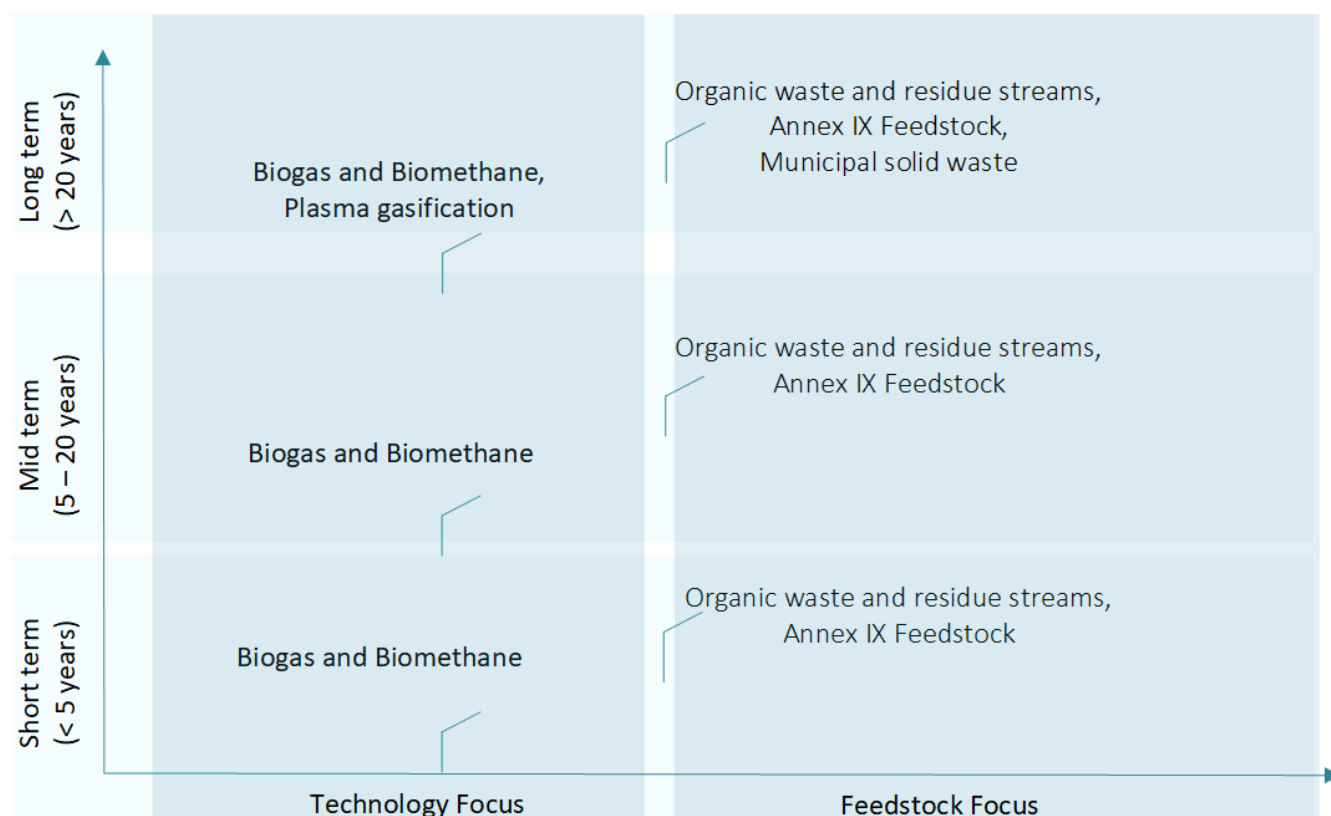 Long term
(> 20 years)
Biogas and Biomethane,
Plasma gasification
Organic waste and residue streams,
Annex IX Feedstock,
Municipal solid waste
Mid term
(5 – 20 years)
Biogas and Biomethane
Organic waste and residue streams,
Annex IX Feedstock
Short term
(< 5 years)
Biogas and Biomethane
Organic waste and residue streams,
Annex IX Feedstock
Technology Focus
Feedstock Focus